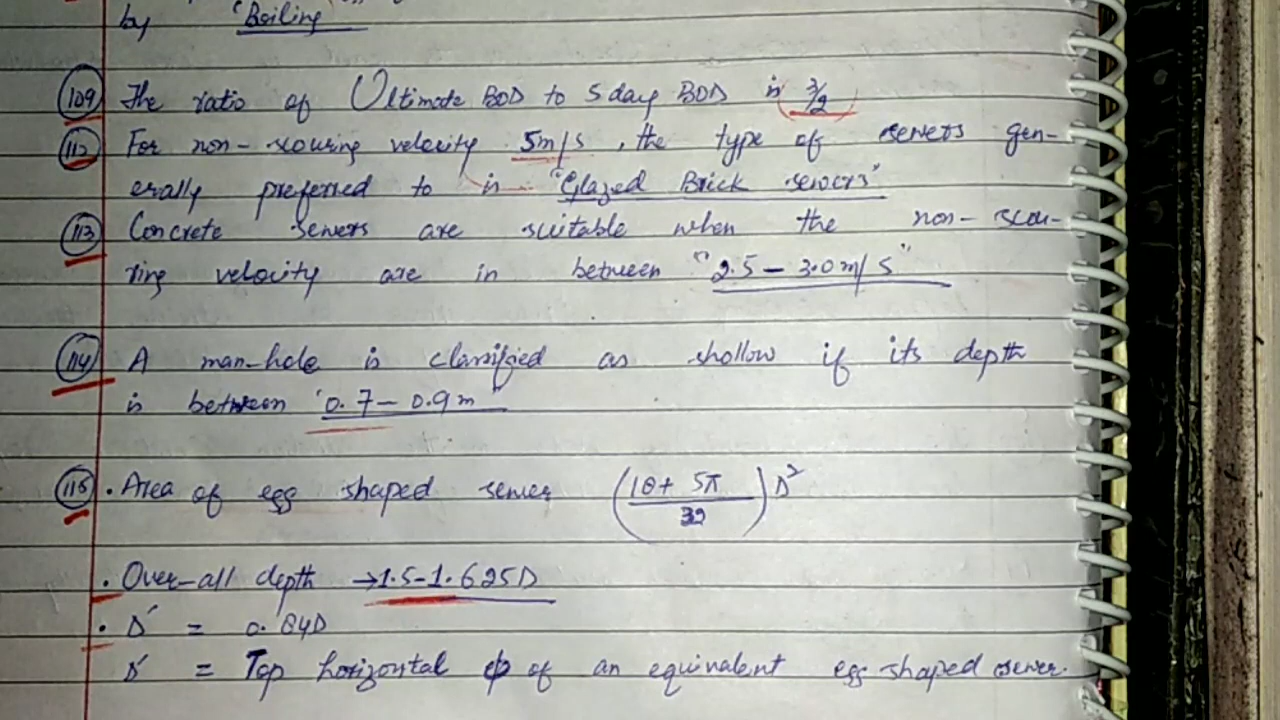 by "Boiling
109 The ratio of Ultimate BOD to 5 day BOD is 3/2
112 For non-scouring velocity 5m/s, the type of sewers gen-
erally preferred to is "Glazed Brick sewers"
113 Concrete sewers are suitable when the non-scou-
ring velocity are in between "2.5 - 3.0 m/s"
114 A man-hole is classified as shollow if its depth
is between "0.7 - 0.9m"
115 . Area of egg shaped sewer (18 + 5π / 32) D²
. Over-all depth → 1.5-1.625D
. D' = 0.84D
D' = Top horizontal ϕ of an equivalent egg shaped sewer.